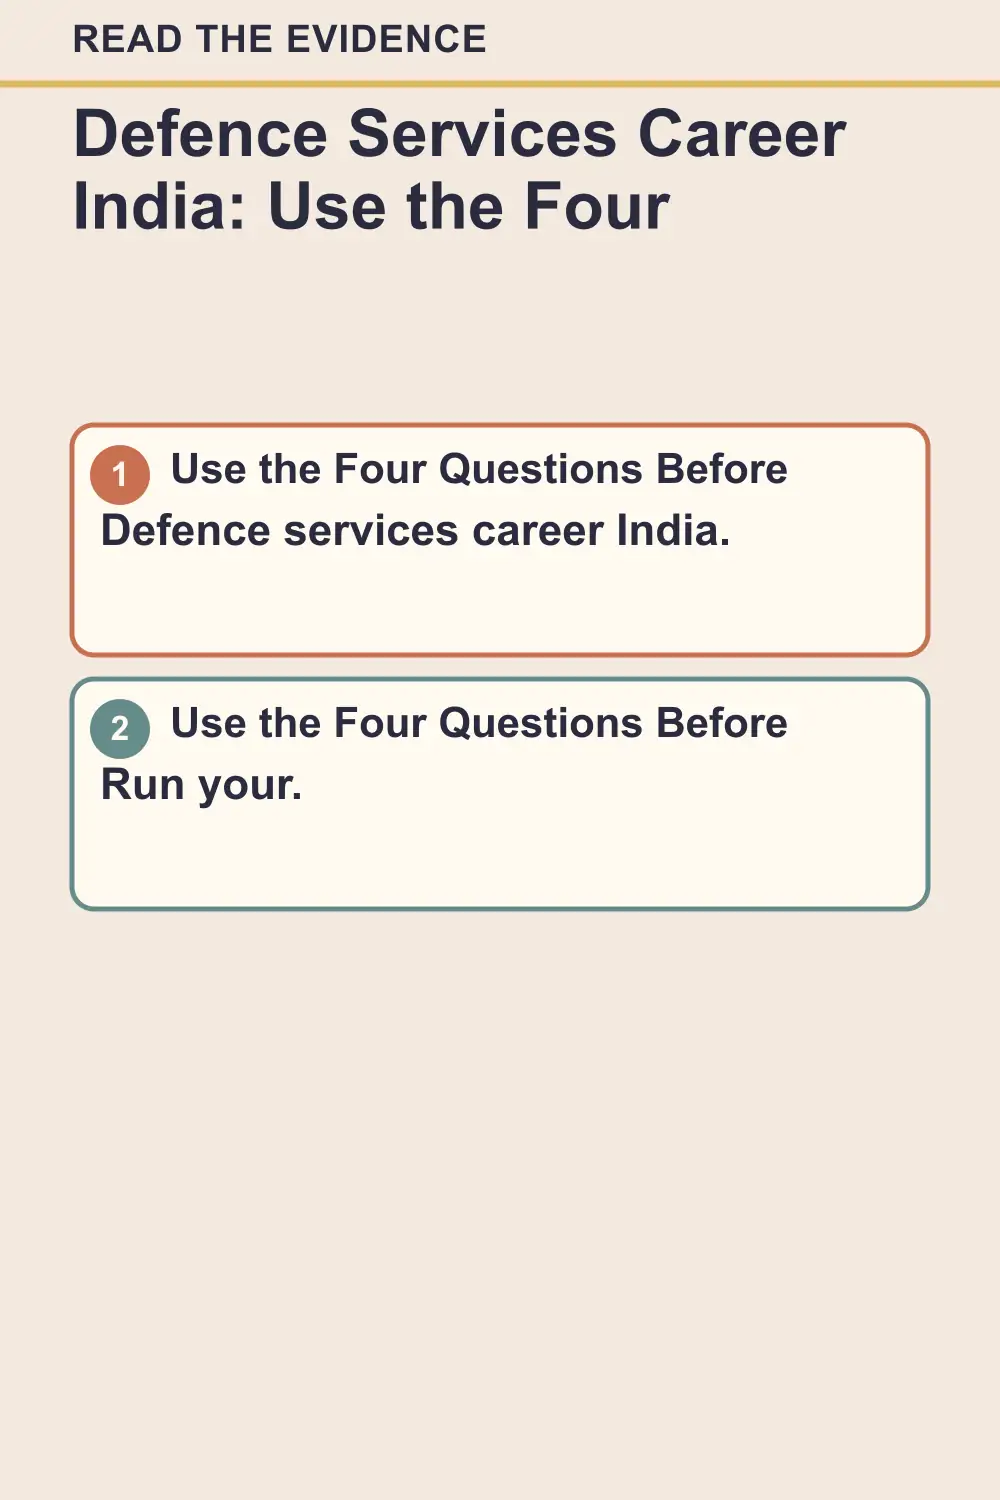 READ THE EVIDENCE
Defence Services Career
India: Use the Four
1 Use the Four Questions Before
Defence services career India.
2 Use the Four Questions Before
Run your.